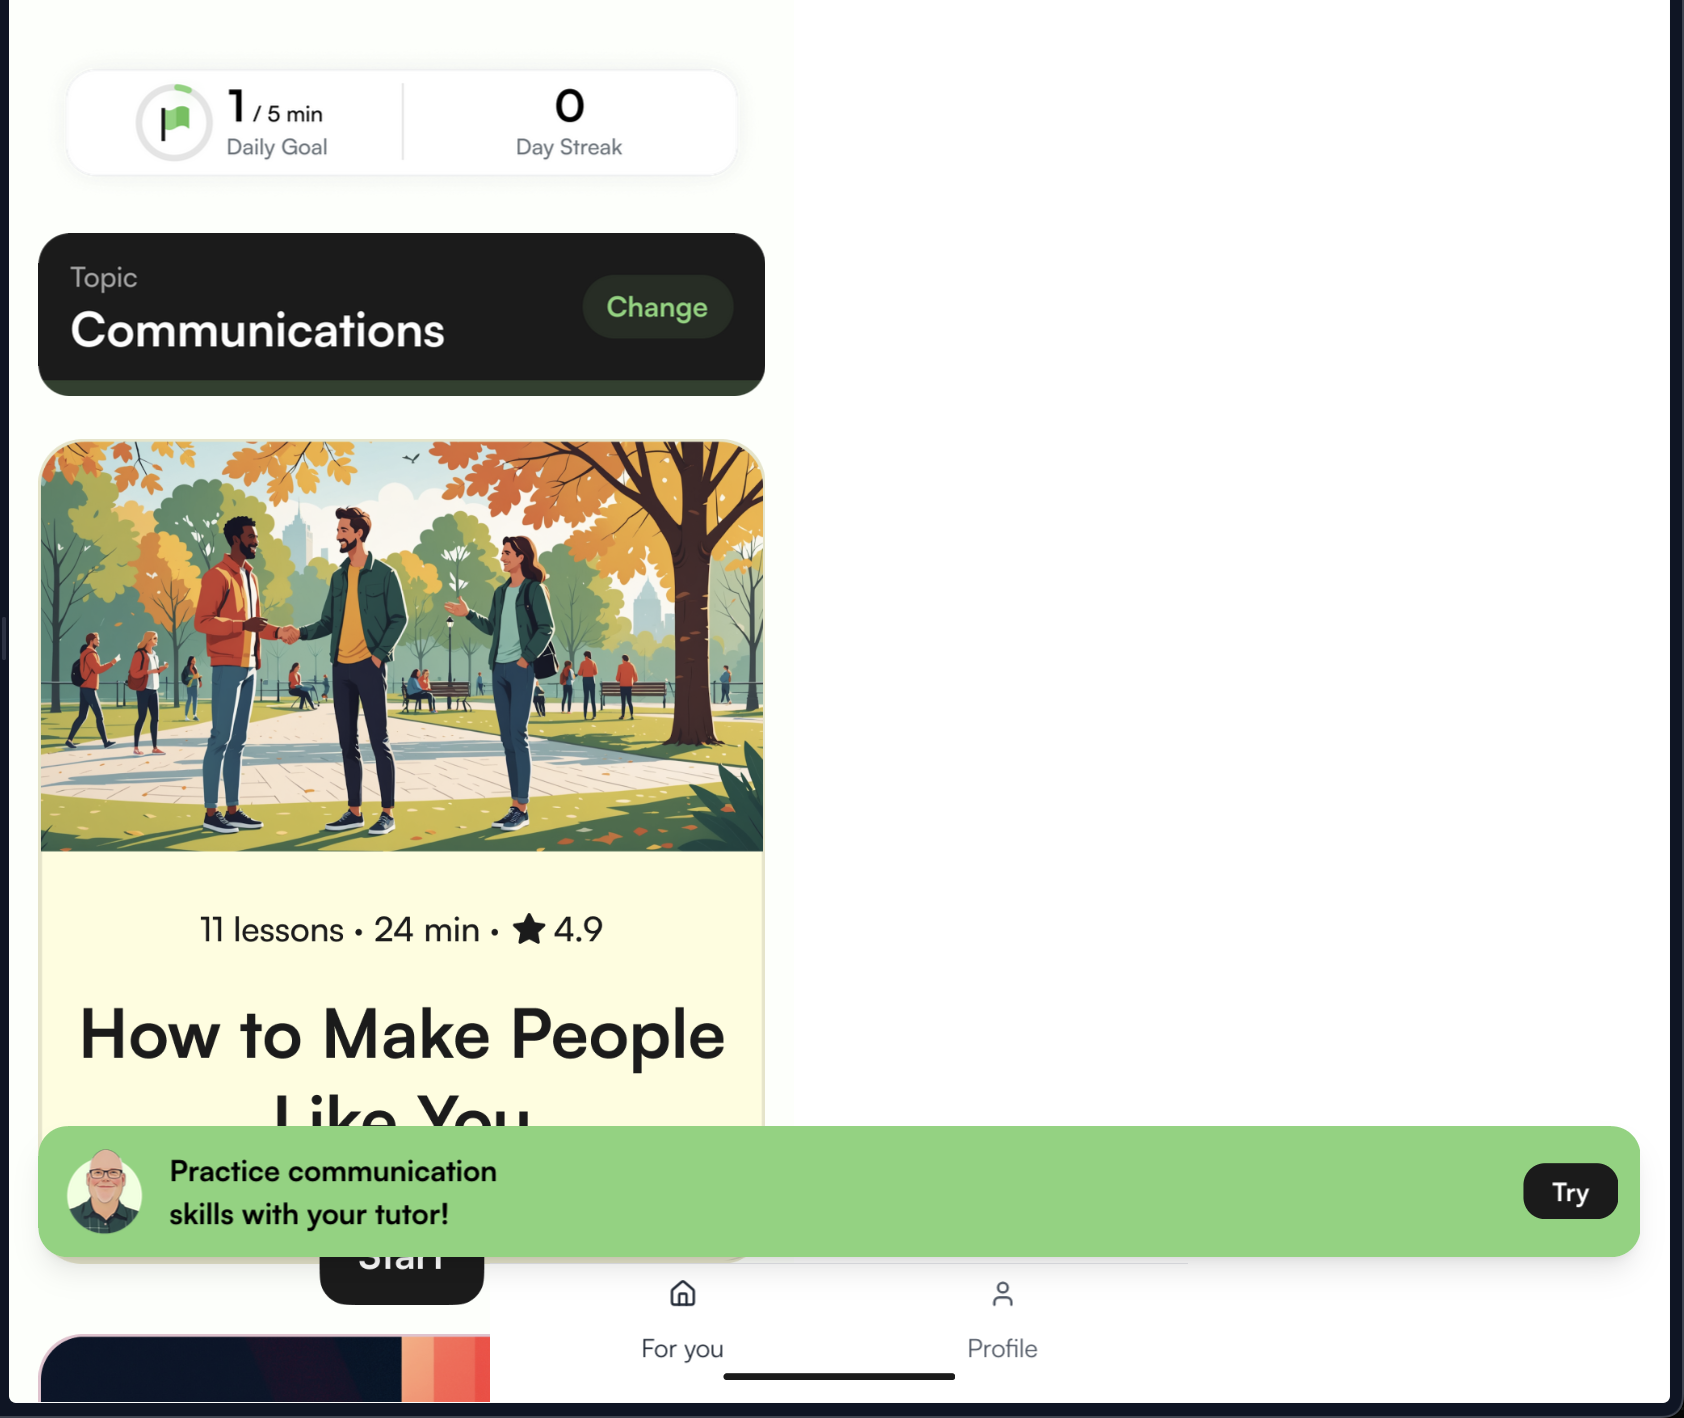 1 / 5 min
Daily Goal
0
Day Streak
Topic
Communications
Change
11 lessons • 24 min • ★ 4.9
How to Make People
Like You
Practice communication
skills with your tutor!
Try
Start
For you
Profile